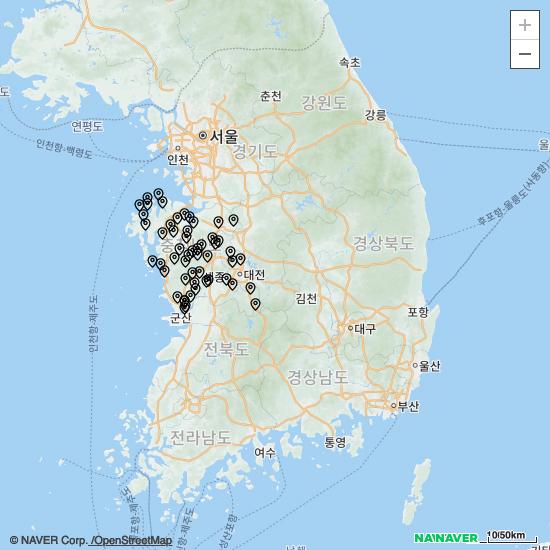 +
−
속초
춘천
강원도
강릉
도
연평도
서울
인천
경기도
인천항-백령도
울
후포항-울릉도(사동항)
충
경상북도
세종
대전
김천
포항
인천항-제주도
군산
대구
전북도
울산
경상남도
부산
전라남도
통영
여수
© NAVER Corp. /OpenStreetMap
NAVER
10/50km